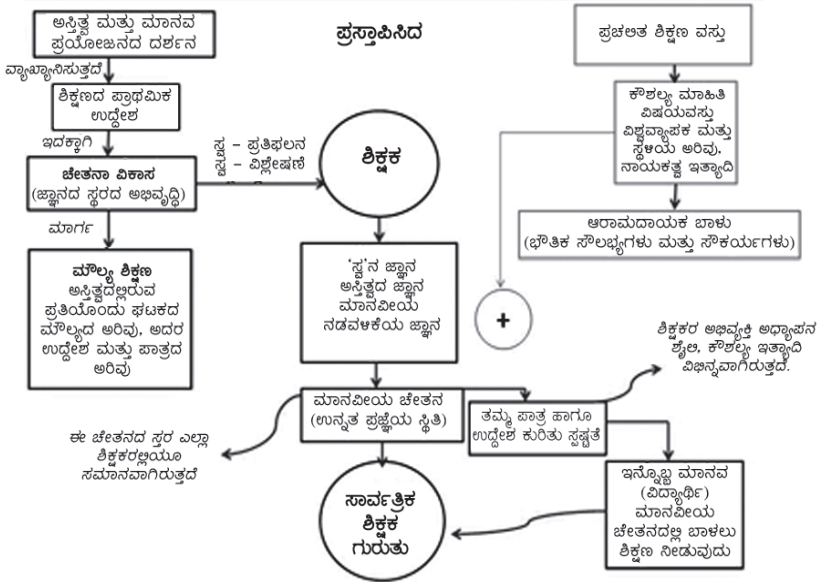 ಪ್ರಸ್ತಾಪಿಸಿದ
ಅಸ್ತಿತ್ವ ಮತ್ತು ಮಾನವ
ಪ್ರಯೋಜನದ ದರ್ಶನ
ವ್ಯಾಖ್ಯಾನಿಸುತ್ತದೆ
ಶಿಕ್ಷಣದ ಪ್ರಾಥಮಿಕ
ಉದ್ದೇಶ
ಇದಕ್ಕಾಗಿ
ಚೇತನಾ ವಿಕಾಸ
(ಜ್ಞಾನದ ಸ್ಥರದ ಅಭಿವೃದ್ಧಿ)
ಮಾರ್ಗ
ಮೌಲ್ಯ ಶಿಕ್ಷಣ
ಅಸ್ತಿತ್ವದಲ್ಲಿರುವ
ಪ್ರತಿಯೊಂದು ಘಟಕದ
ಮೌಲ್ಯದ ಅರಿವು, ಅದರ
ಉದ್ದೇಶ ಮತ್ತು ಪಾತ್ರದ
ಅರಿವು
ಸ್ವ – ಪ್ರತಿಫಲನ
ಸ್ವ – ವಿಶ್ಲೇಷಣೆ
ಶಿಕ್ಷಕ
'ಸ್ವ'ನ ಜ್ಞಾನ
ಅಸ್ತಿತ್ವದ ಜ್ಞಾನ
ಮಾನವೀಯ
ನಡವಳಿಕೆಯ ಜ್ಞಾನ
ಮಾನವೀಯ ಚೇತನ
(ಉನ್ನತ ಪ್ರಜ್ಞೆಯ ಸ್ಥಿತಿ)
ಈ ಚೇತನದ ಸ್ತರ ಎಲ್ಲಾ
ಶಿಕ್ಷಕರಲ್ಲಿಯೂ
ಸಮಾನವಾಗಿರುತ್ತದೆ
ಸಾರ್ವತ್ರಿಕ
ಶಿಕ್ಷಕ
ಗುರುತು
ಪ್ರಚಲಿತ ಶಿಕ್ಷಣ ವಸ್ತು
ಕೌಶಲ್ಯ ಮಾಹಿತಿ
ವಿಷಯವಸ್ತು
ವಿಶ್ವವ್ಯಾಪಕ ಮತ್ತು
ಸ್ಥಳಿಯ ಅರಿವು,
ನಾಯಕತ್ವ ಇತ್ಯಾದಿ
ಆರಾಮದಾಯಕ ಬಾಳು
(ಭೌತಿಕ ಸೌಲಭ್ಯಗಳು ಮತ್ತು ಸೌಕರ್ಯಗಳು)
+
ಶಿಕ್ಷಕರ ಅಭಿವ್ಯಕ್ತಿ ಅಧ್ಯಾಪನ
ಶೈಲಿ, ಕೌಶಲ್ಯ ಇತ್ಯಾದಿ
ವಿಭಿನ್ನವಾಗಿರುತ್ತದೆ.
ತಮ್ಮ ಪಾತ್ರ ಹಾಗೂ
ಉದ್ದೇಶ ಕುರಿತು ಸ್ಪಷ್ಟತೆ
ಇನ್ನೊಬ್ಬ ಮಾನವ
(ವಿದ್ಯಾರ್ಥಿ)
ಮಾನವೀಯ
ಚೇತನದಲ್ಲಿ ಬಾಳಲು
ಶಿಕ್ಷಣ ನೀಡುವುದು